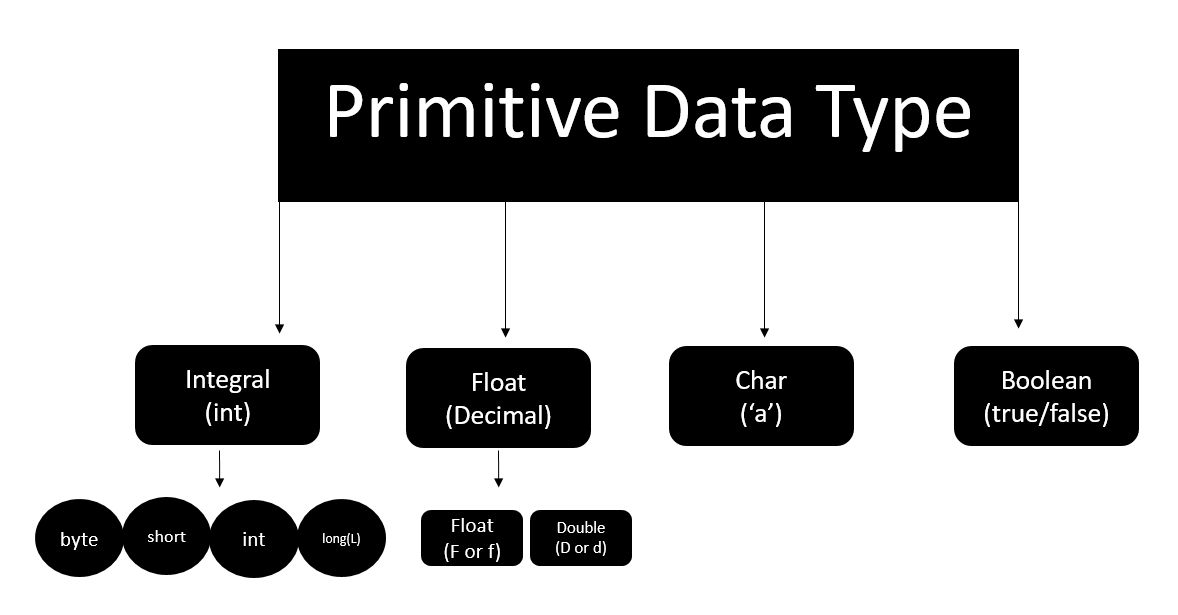 Primitive Data Type
Integral
(int)
Float
(Decimal)
Char
(‘a’)
Boolean
(true/false)
byte
short
int
long(L)
Float
(F or f)
Double
(D or d)